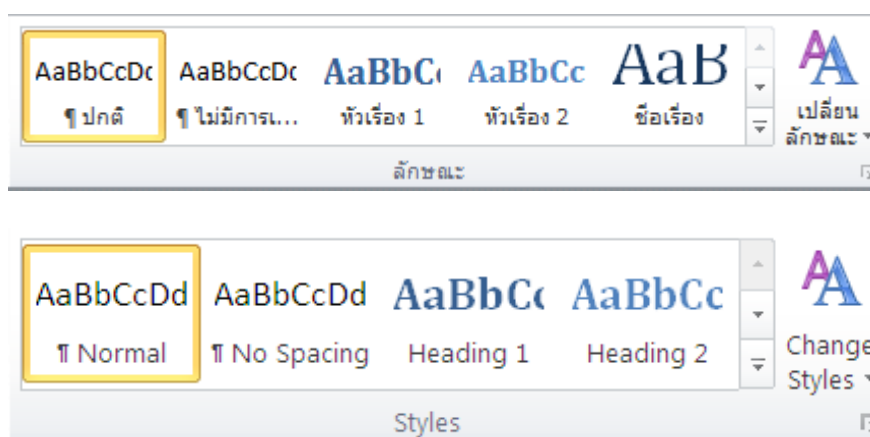 AaBbCcDc AaBbCcDc AaBbC AaBbCc AaB
¶ ปกติ ¶ ไม่มีการเ... หัวเรื่อง 1 หัวเรื่อง 2 ชื่อเรื่อง เปลี่ยน
ลักษณะ
ลักษณะ
AaBbCcDd AaBbCcDd AaBbCc AaBbCc
¶ Normal ¶ No Spacing Heading 1 Heading 2 Change
Styles
Styles